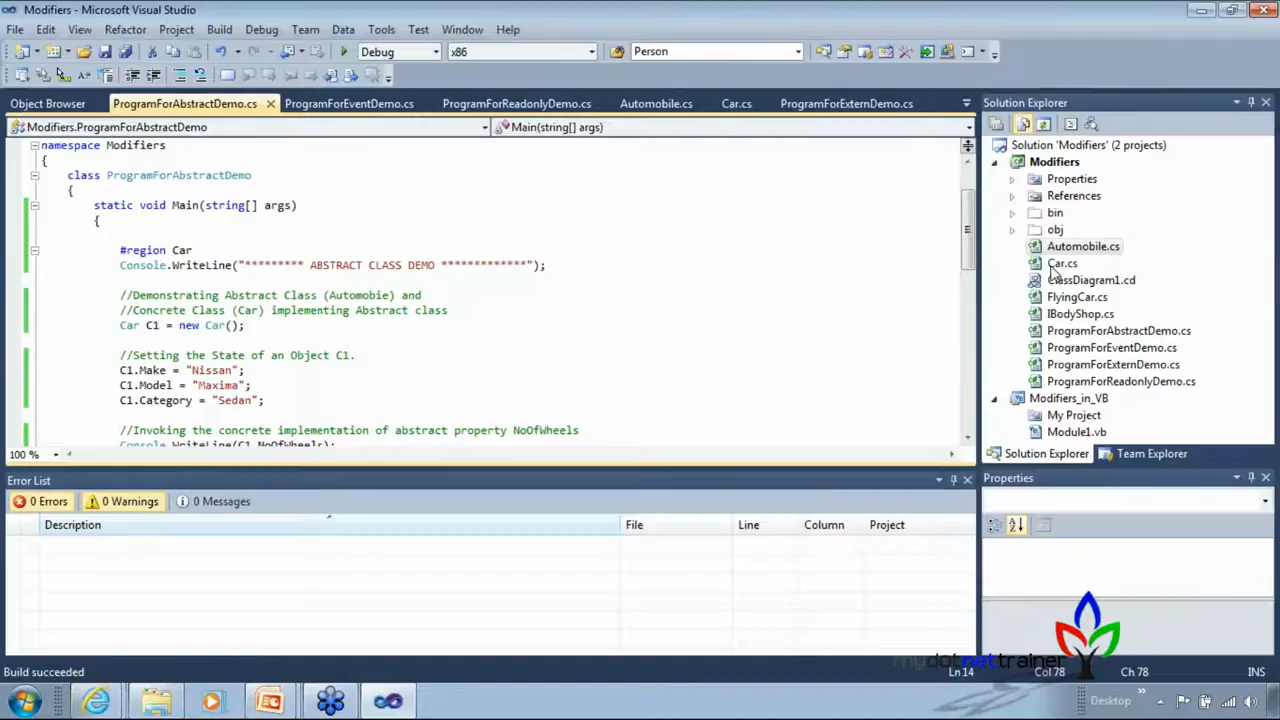 Modifiers - Microsoft Visual Studio
File Edit View Refactor Project Build Debug Team Data Tools Test Window Help
Debug x86 Person
Object Browser ProgramForAbstractDemo.cs ProgramForEventDemo.cs ProgramForReadonlyDemo.cs Automobile.cs Car.cs ProgramForExternDemo.cs
Modifiers.ProgramForAbstractDemo Main(string[] args)
namespace Modifiers
{
class ProgramForAbstractDemo
{
static void Main(string[] args)
{
#region Car
Console.WriteLine("********* ABSTRACT CLASS DEMO *************");
//Demonstrating Abstract Class (Automobie) and
//Concrete Class (Car) implementing Abstract class
Car C1 = new Car();
//Setting the State of an Object C1.
C1.Make = "Nissan";
C1.Model = "Maxima";
C1.Category = "Sedan";
//Invoking the concrete implementation of abstract property NoOfWheels
Console.WriteLine(C1.NoOfWheels);
100 %
Solution Explorer
Solution 'Modifiers' (2 projects)
Modifiers
Properties
References
bin
obj
Automobile.cs
Car.cs
ClassDiagram1.cd
FlyingCar.cs
IBodyShop.cs
ProgramForAbstractDemo.cs
ProgramForEventDemo.cs
ProgramForExternDemo.cs
ProgramForReadonlyDemo.cs
Modifiers_in_VB
My Project
Module1.vb
Solution Explorer Team Explorer
Error List
0 Errors 0 Warnings 0 Messages
Description File Line Column Project
Properties
mydotnettrainer
Build succeeded Ln 14 Col 78 Ch 78 INS
Desktop